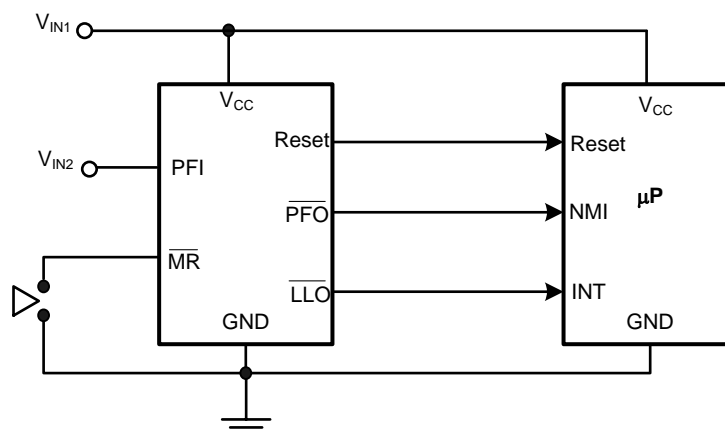 VIN1
VCC
VCC
Reset
Reset
VIN2
PFI
PFO
NMI
μP
MR
LLO
INT
GND
GND